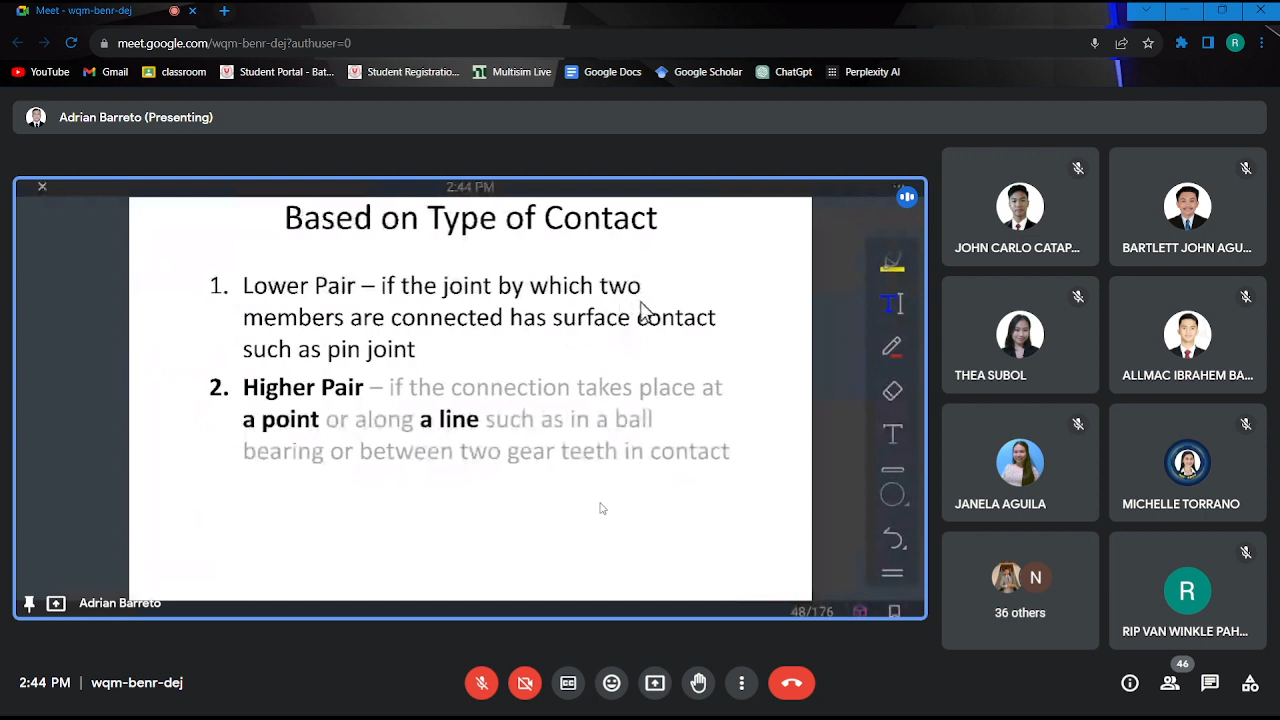 Meet - wqm-benr-dej
meet.google.com/wqm-benr-dej?authuser=0
YouTube
Gmail
classroom
Student Portal - Bat...
Student Registratio...
Multisim Live
Google Docs
Google Scholar
ChatGpt
Perplexity AI
R
Adrian Barreto (Presenting)
2:44 PM
Based on Type of Contact
1. Lower Pair – if the joint by which two
members are connected has surface contact
such as pin joint
2. Higher Pair – if the connection takes place at
a point or along a line such as in a ball
bearing or between two gear teeth in contact
48/176
Adrian Barreto
JOHN CARLO CATAP...
BARTLETT JOHN AGU...
THEA SUBOL
ALLMAC IBRAHEM BA...
JANELA AGUILA
MICHELLE TORRANO
N
36 others
R
RIP VAN WINKLE PAH...
2:44 PM | wqm-benr-dej
46